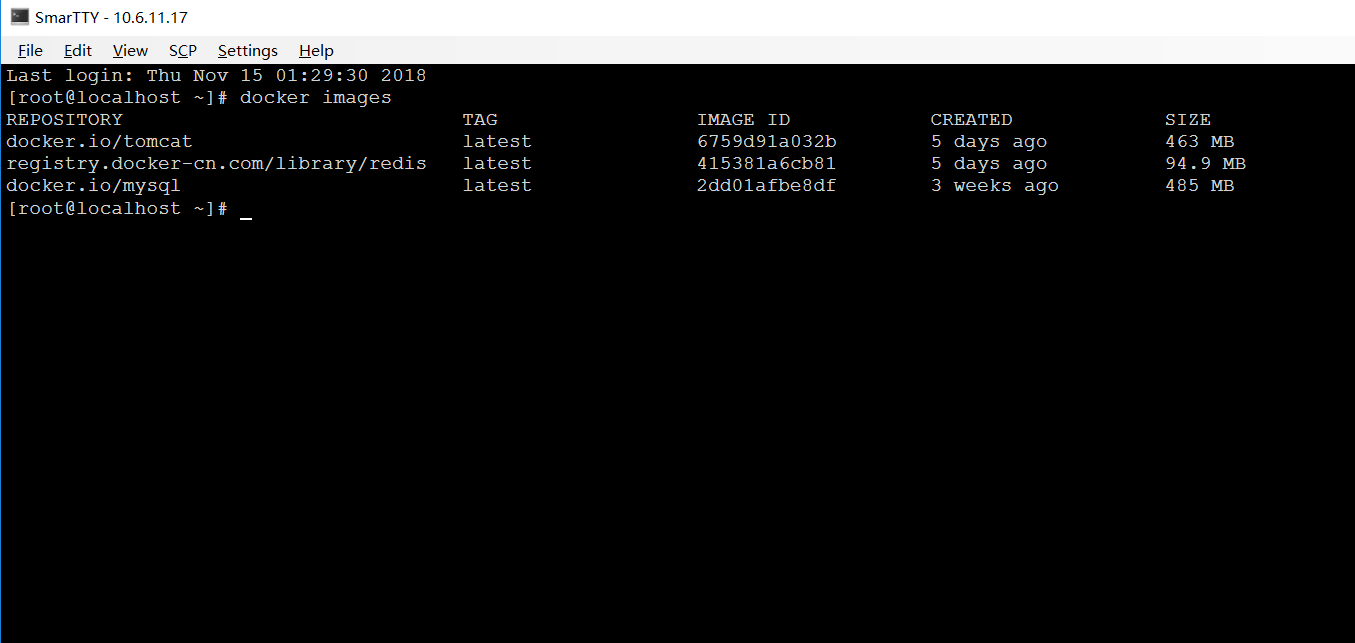 SmarTTY - 10.6.11.17
File Edit View SCP Settings Help
Last login: Thu Nov 15 01:29:30 2018
[root@localhost ~]# docker images
REPOSITORY TAG IMAGE ID CREATED SIZE
docker.io/tomcat latest 6759d91a032b 5 days ago 463 MB
registry.docker-cn.com/library/redis latest 415381a6cb81 5 days ago 94.9 MB
docker.io/mysql latest 2dd01afbe8df 3 weeks ago 485 MB
[root@localhost ~]# _